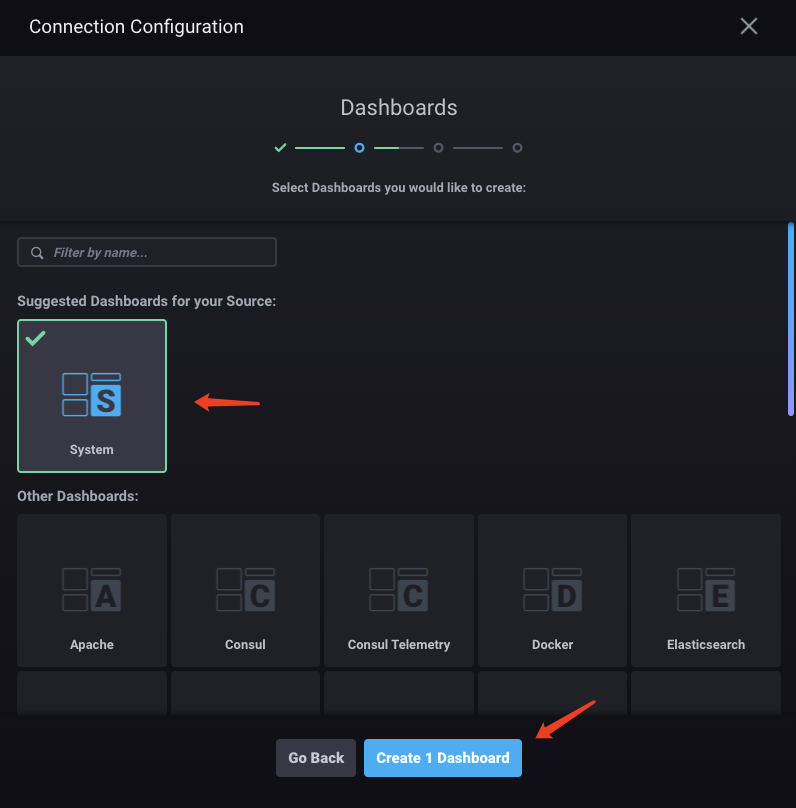 Connection Configuration
Dashboards
Select Dashboards you would like to create:
Filter by name...
Suggested Dashboards for your Source:
S
System
Other Dashboards:
A C C D E
Apache Consul Consul Telemetry Docker Elasticsearch
Go Back Create 1 Dashboard